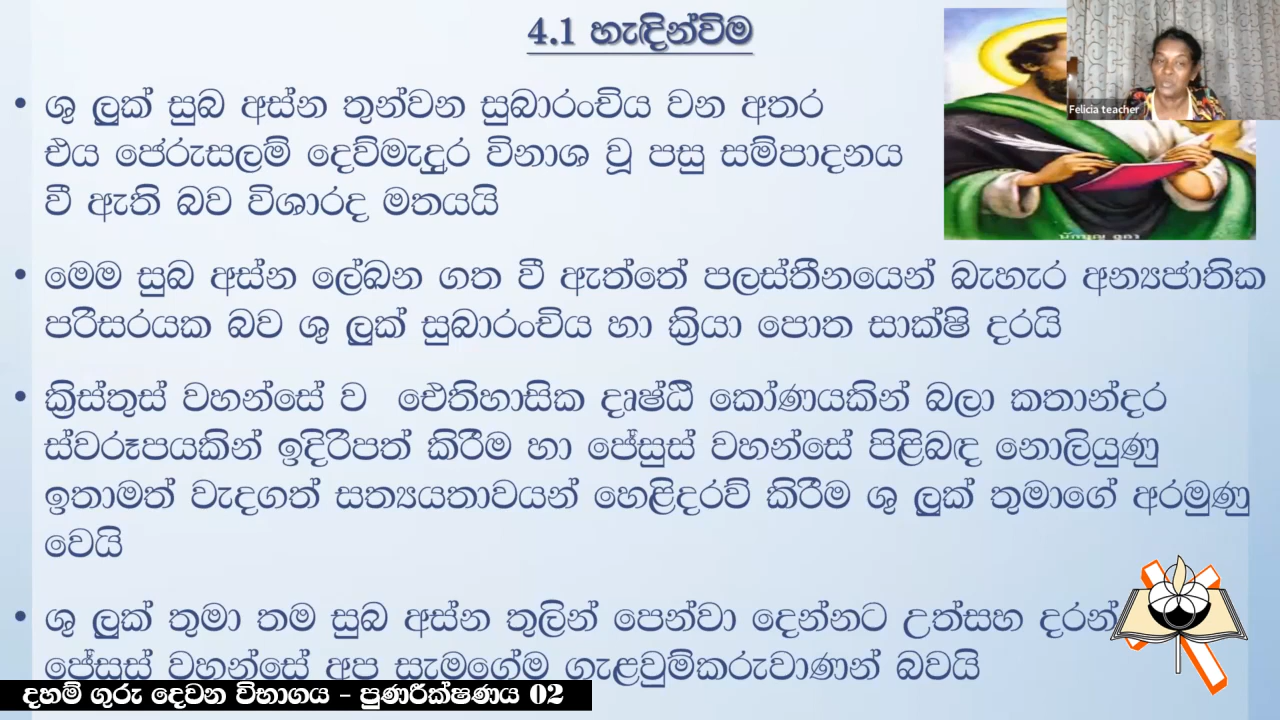 4.1 හැඳින්වීම
Felicia teacher
• ශු ලුක් සුබ අස්න තුන්වන සුබාරංචිය වන අතර
එය ජෙරුසලම් දෙව්මැදුර විනාශ වූ පසු සම්පාදනය
වී ඇති බව විශාරද මතයයි
• මෙම සුබ අස්න ලේඛන ගත වී ඇත්තේ පලස්තීනයෙන් බැහැර අන්‍යජාතික
පරිසරයක බව ශු ලුක් සුබාරංචිය හා ක්‍රියා පොත සාක්ෂි දරයි
• ක්‍රිස්තුස් වහන්සේ ව ඓතිහාසික දෘෂ්ඨි කෝණයකින් බලා කතාන්දර
ස්වරූපයකින් ඉදිරිපත් කිරීම හා ජේසුස් වහන්සේ පිළිබඳ නොලියුණු
ඉතාමත් වැදගත් සත්‍යයතාවයන් හෙළිදරව් කිරීම ශු ලුක් තුමාගේ අරමුණු
වෙයි
• ශු ලුක් තුමා තම සුබ අස්න තුලින් පෙන්වා දෙන්නට උත්සහ දරන්
ජේසුස් වහන්සේ අප සැමගේම ගැළවුම්කරුවාණන් බවයි
දහම් ගුරු දෙවන විභාගය - පුණරීක්ෂණය 02